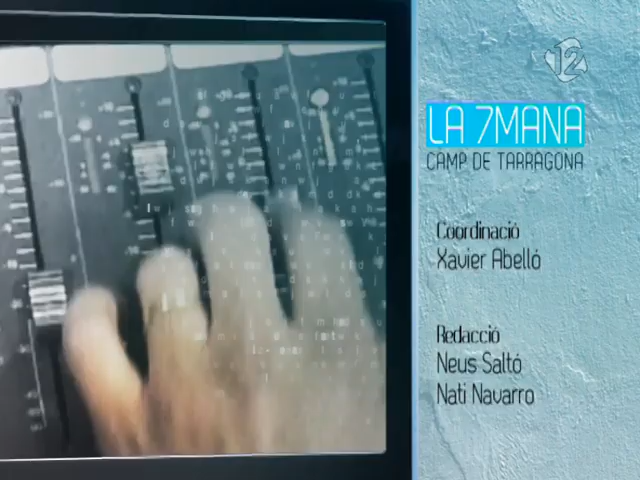 12
LA 7MANA
CAMP DE TARRAGONA
Coordinació
Xavier Abelló
Redacció
Neus Saltó
Nati Navarro